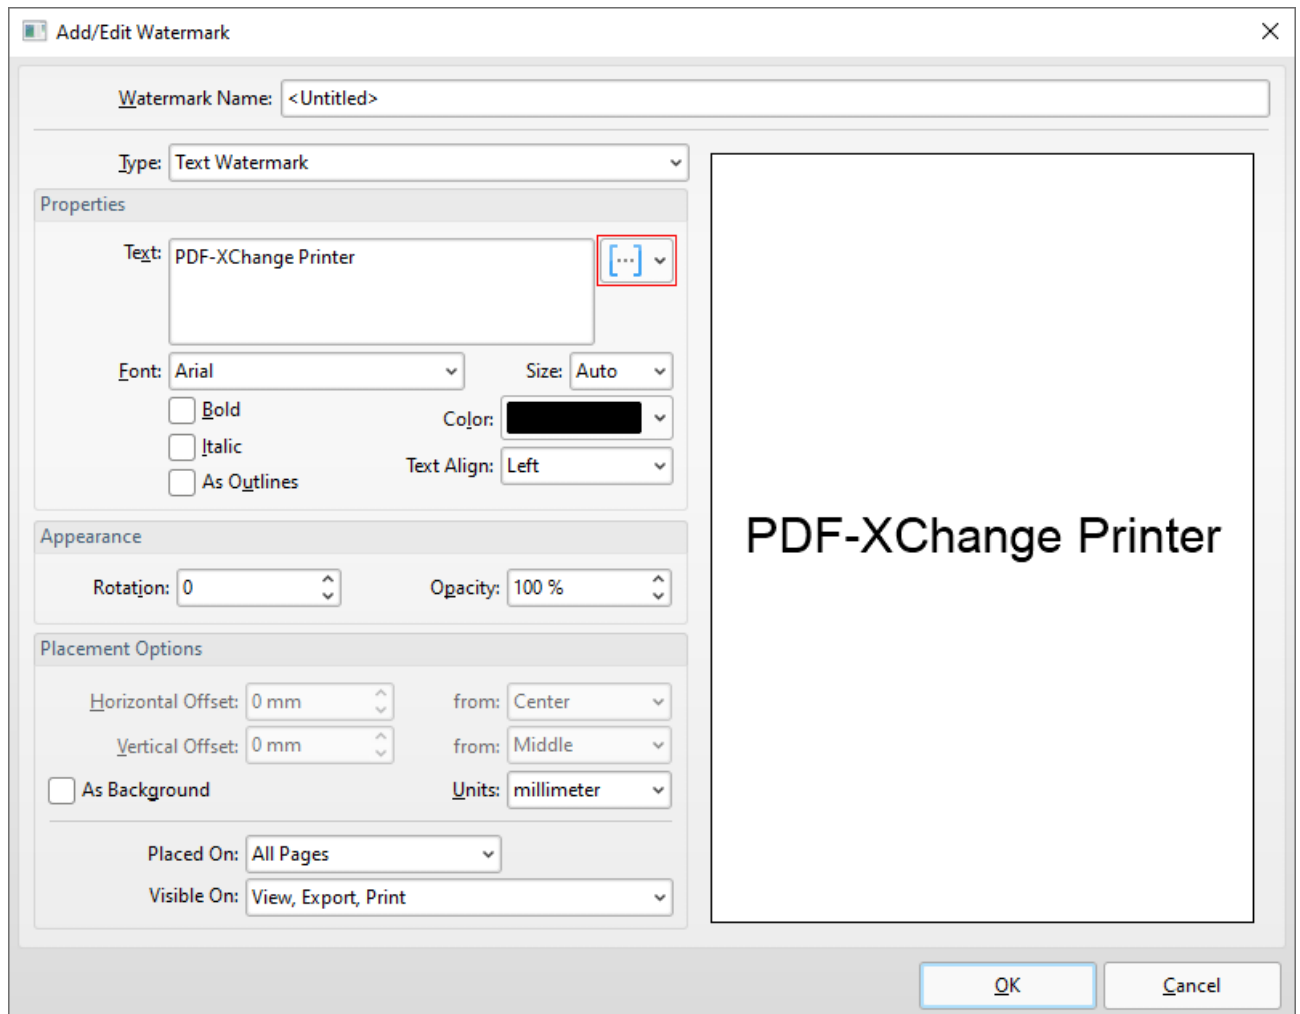 Add/Edit Watermark
Watermark Name: <Untitled>
Type: Text Watermark
Properties
Text: PDF-XChange Printer
Font: Arial Size: Auto
Bold
Color:
Italic
Text Align: Left
As Outlines
Appearance
Rotation: 0 Opacity: 100 %
Placement Options
Horizontal Offset: 0 mm from: Center
Vertical Offset: 0 mm from: Middle
As Background Units: millimeter
Placed On: All Pages
Visible On: View, Export, Print
PDF-XChange Printer
OK Cancel